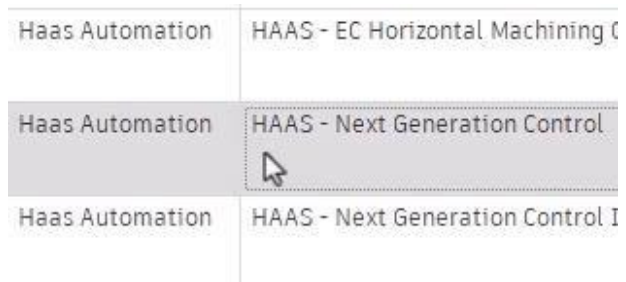 Haas Automation HAAS - EC Horizontal Machining
Haas Automation HAAS - Next Generation Control
Haas Automation HAAS - Next Generation Control